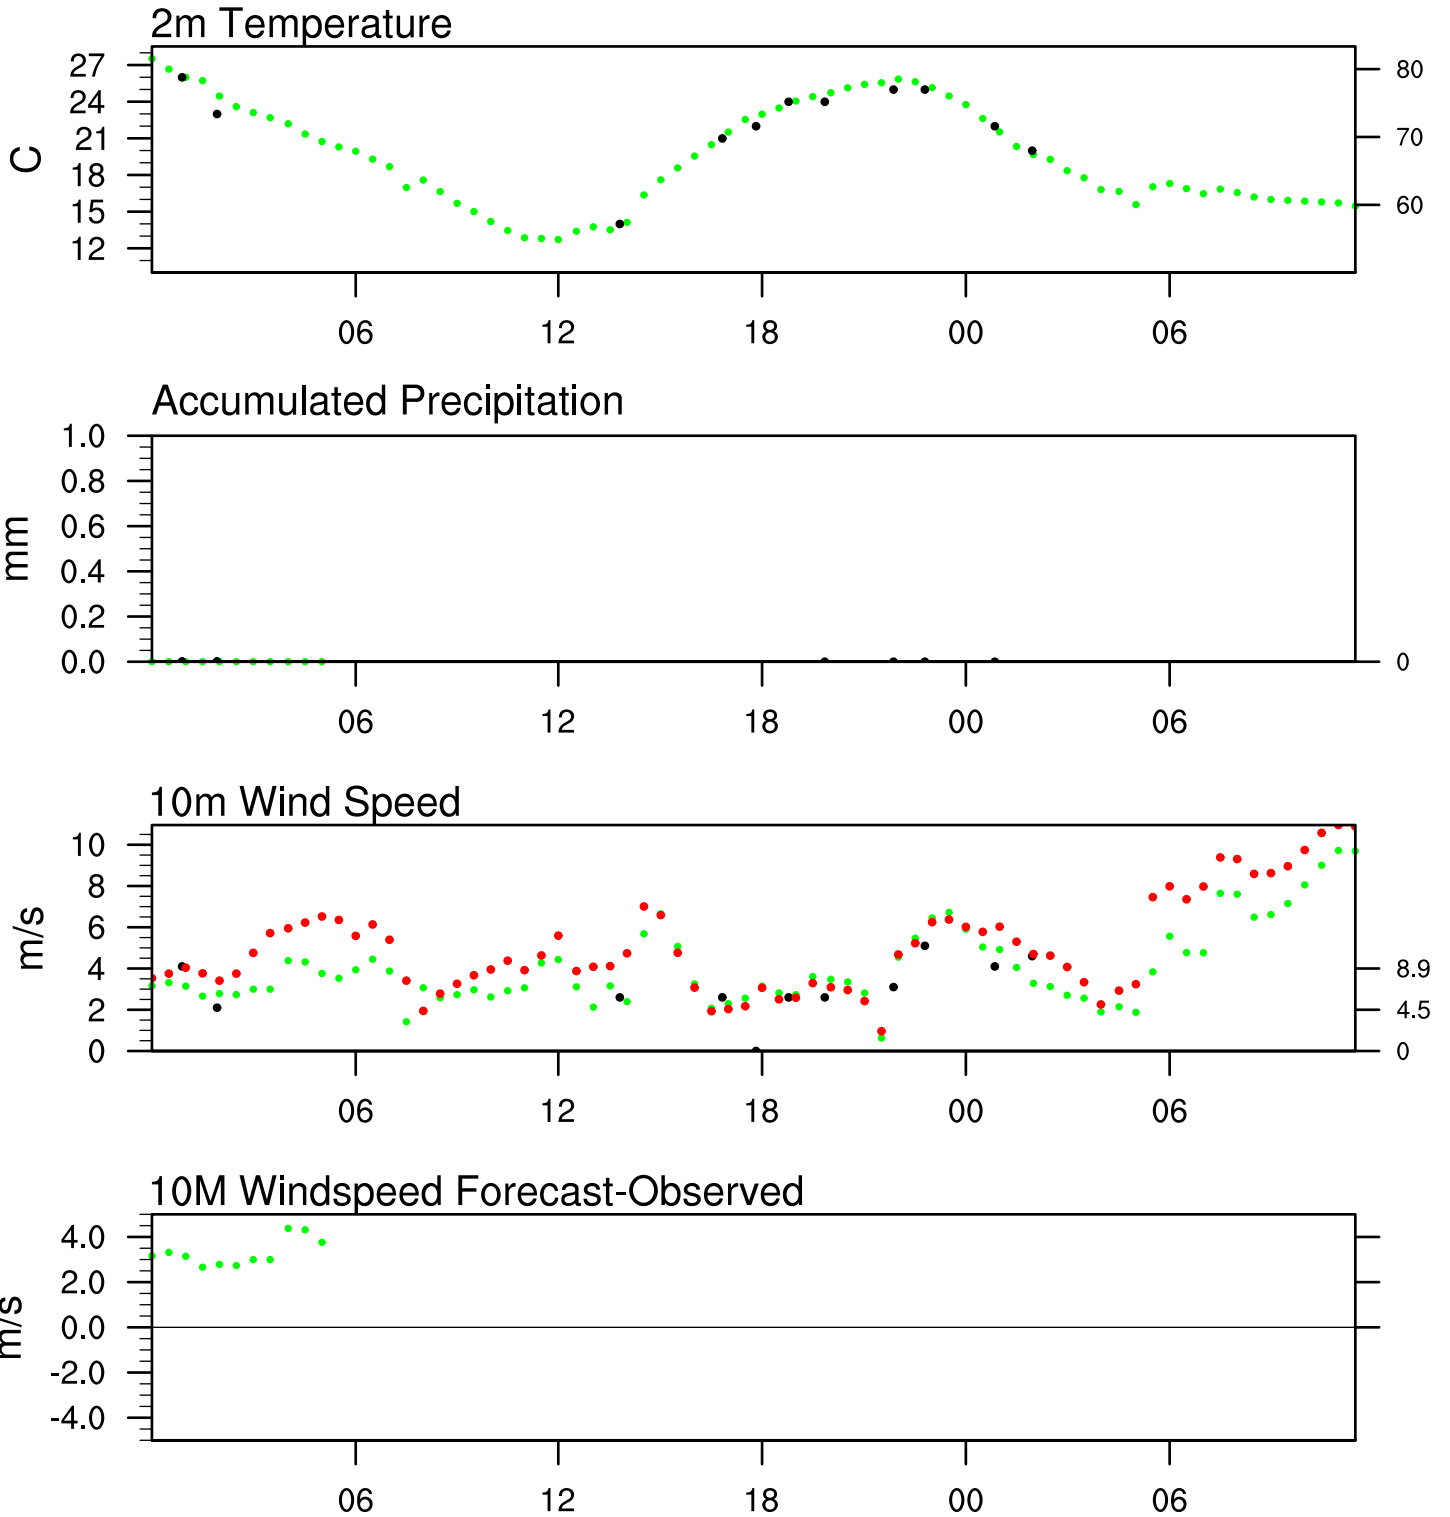 2m Temperature
27
24
21
18
15
12
C
80
70
60
06 12 18 00 06
Accumulated Precipitation
1.0
0.8
0.6
0.4
0.2
0.0
mm
0
06 12 18 00 06
10m Wind Speed
10
8
6
4
2
0
m/s
8.9
4.5
0
06 12 18 00 06
10M Windspeed Forecast-Observed
4.0
2.0
0.0
-2.0
-4.0
m/s
06 12 18 00 06